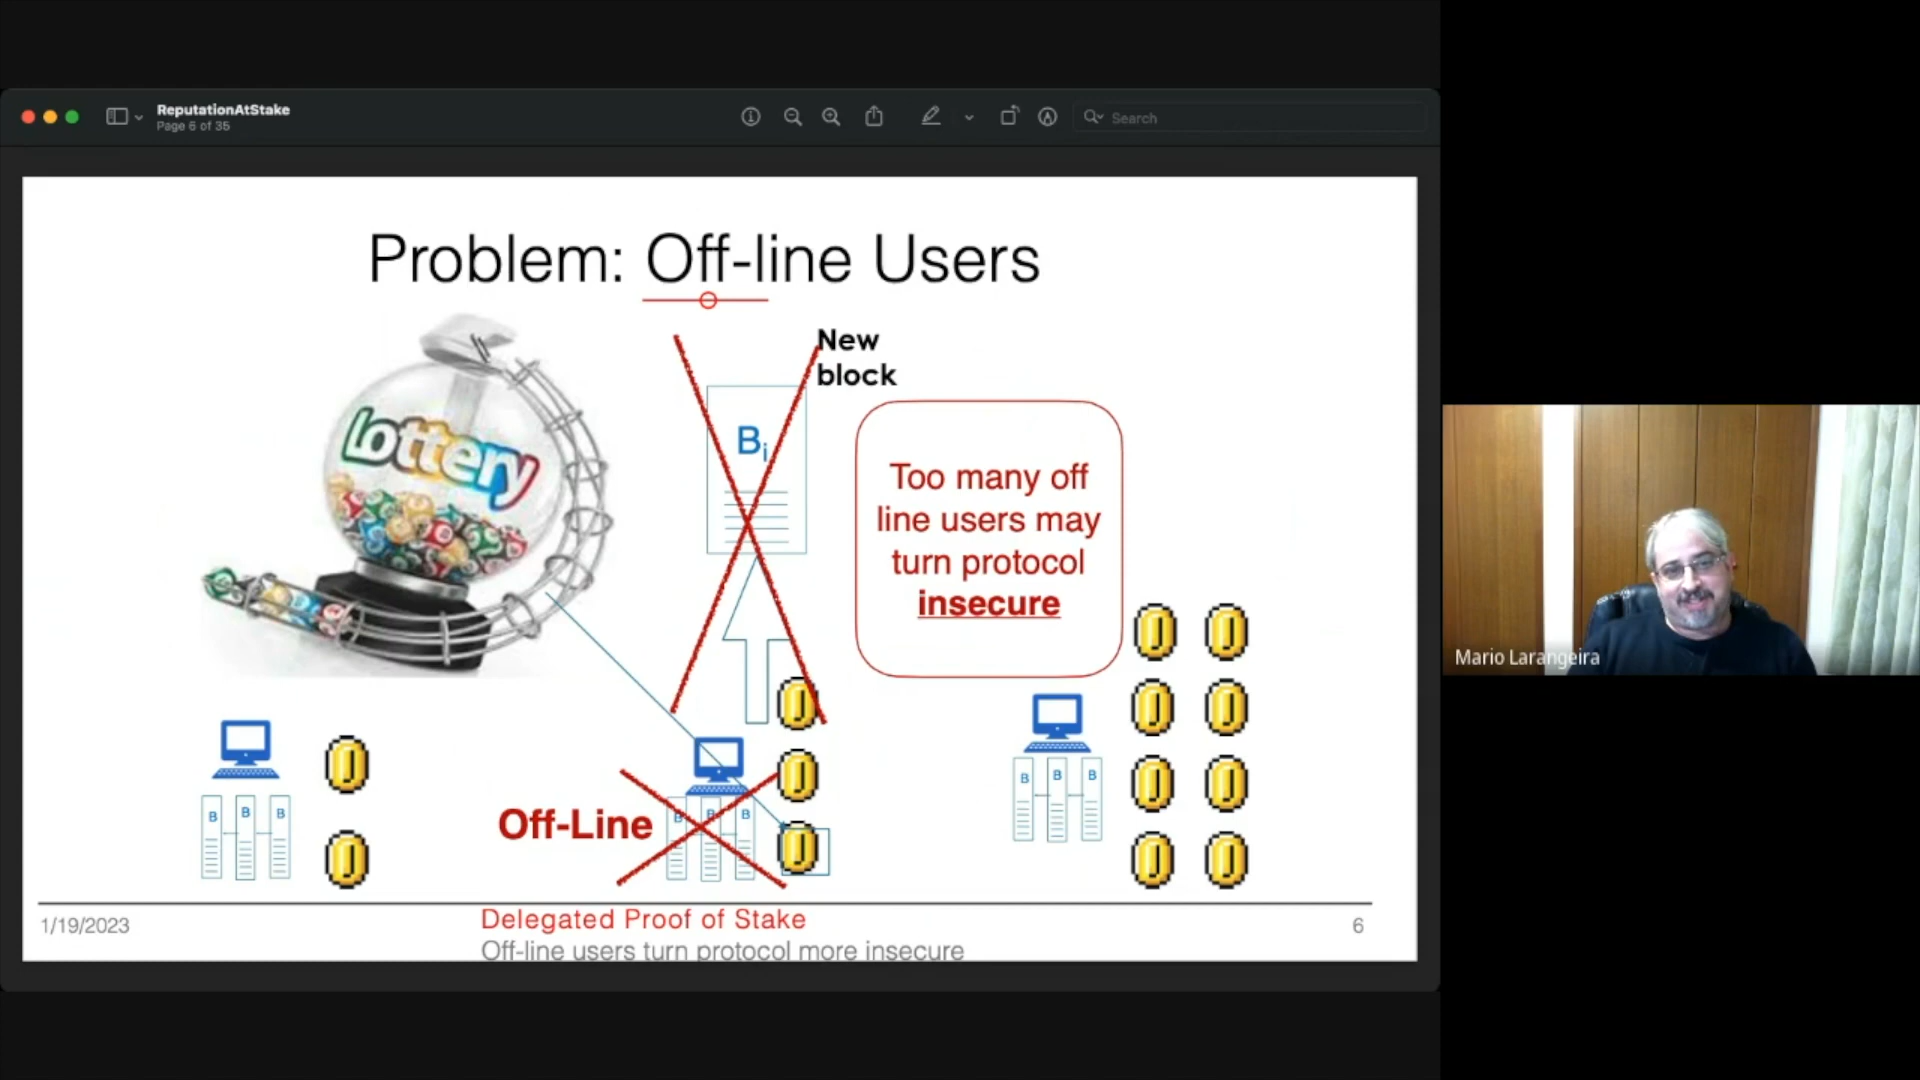 ReputationAtStake
Page 6 of 35
Search
Problem: Off-line Users
New
block
Lottery
Bi
Too many off
line users may
turn protocol
insecure
B B B
Off-Line
B B B
B B B
Delegated Proof of Stake
1/19/2023
6
Off-line users turn protocol more insecure
Mario Larangeira